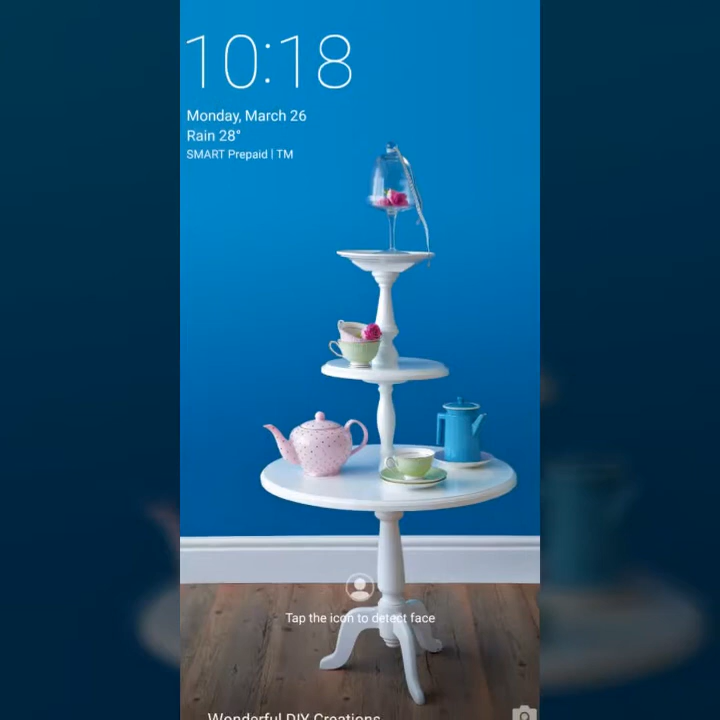 10:18
Monday, March 26
Rain 28°
SMART Prepaid | TM
Tap the icon to detect face
Wonderful DIY Creations